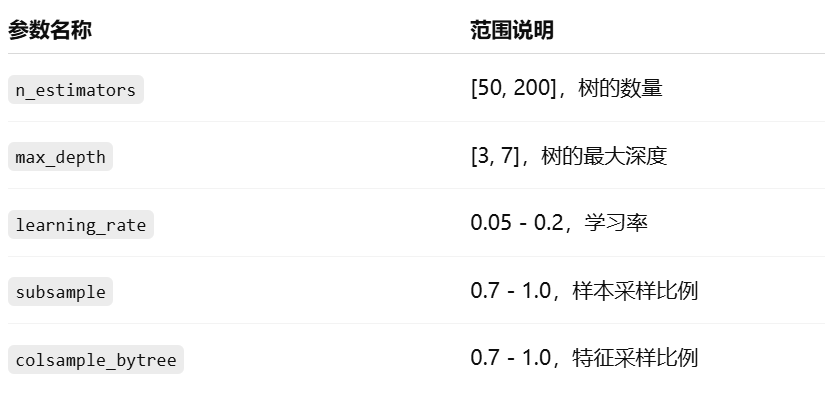 参数名称 范围说明
n_estimators [50, 200]，树的数量
max_depth [3, 7]，树的最大深度
learning_rate 0.05 - 0.2，学习率
subsample 0.7 - 1.0，样本采样比例
colsample_bytree 0.7 - 1.0，特征采样比例